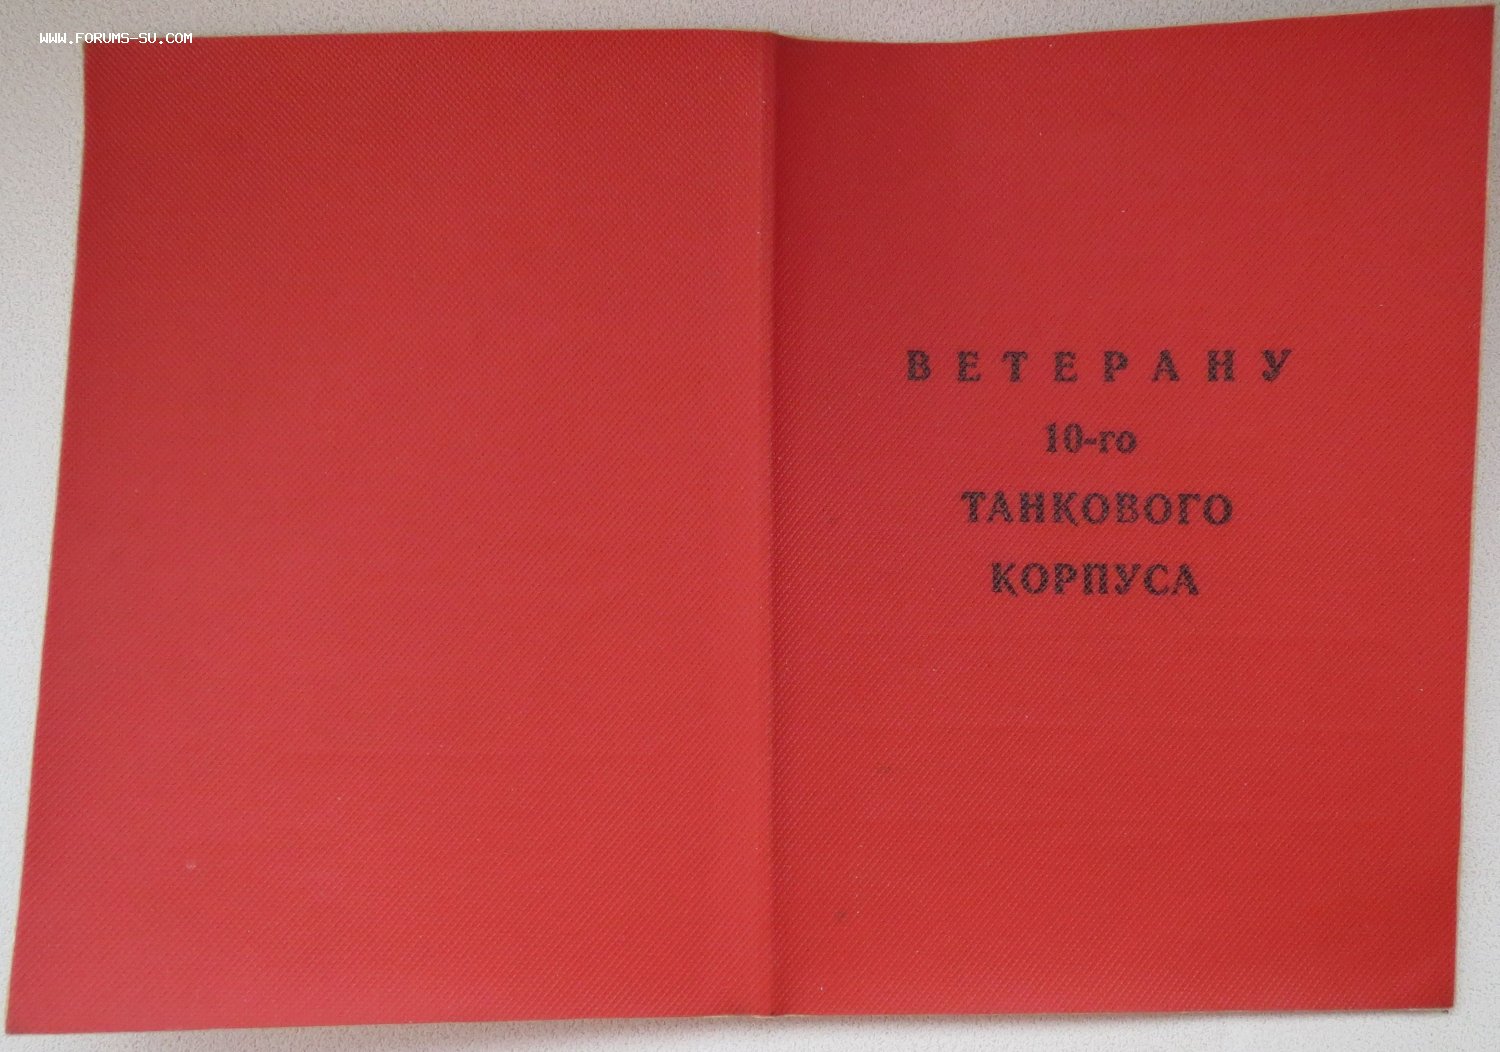 WWW.FORUMS-SU.COM
ВЕТЕРАНУ
10-го
ТАНКОВОГО
КОРПУСА